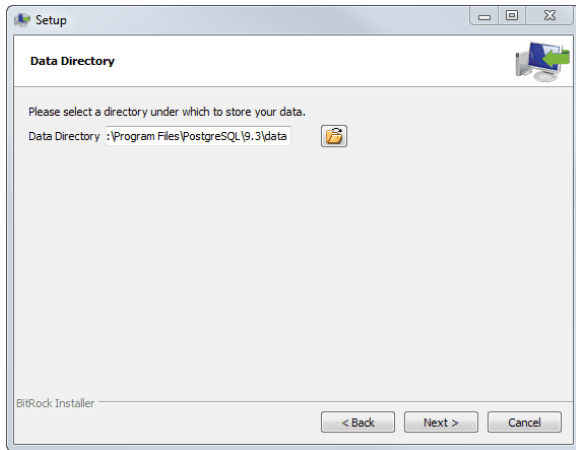 Setup
Data Directory
Please select a directory under which to store your data.
Data Directory :\Program Files\PostgreSQL\9.3\data
BitRock Installer
< Back Next > Cancel